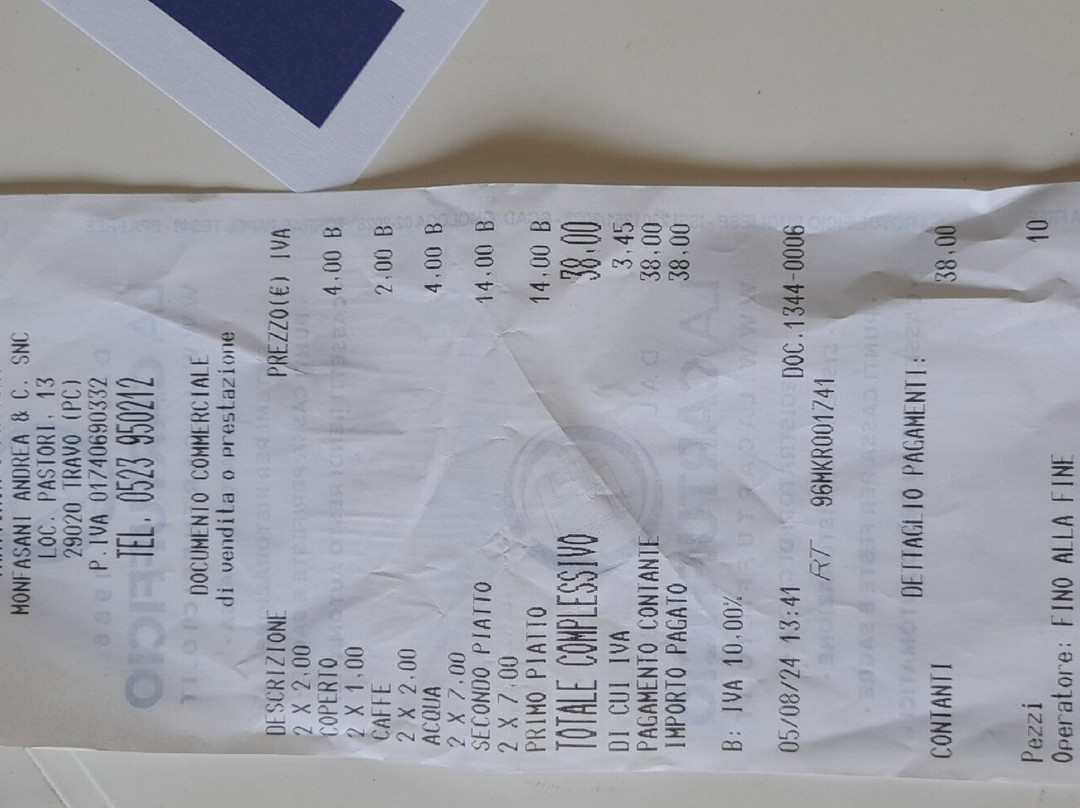 MONFASANI ANDREA & C. SNC
LOC. PASTORI, 13
29020 TRAVO (PC)
P.IVA 01740690332
TEL. 0523 950212
DOCUMENTO COMMERCIALE
di vendita o prestazione
DESCRIZIONE PREZZO(€) IVA
2 X 2,00
COPERTO 4,00 B
2 X 1,00
CAFFE 2,00 B
2 X 2,00
ACQUA 4,00 B
2 X 7,00
SECONDO PIATTO 14,00 B
2 X 7,00
PRIMO PIATTO 14,00 B
TOTALE COMPLESSIVO 38,00
DI CUI IVA 3,45
PAGAMENTO CONTANTE 38,00
IMPORTO PAGATO 38,00
B: IVA 10,00%
05/08/24 13:41 DOC.1344-0006
RT 96MKR001741
DETTAGLIO PAGAMENTI:
CONTANTI 38,00
Pezzi 10
Operatore: FINO ALLA FINE